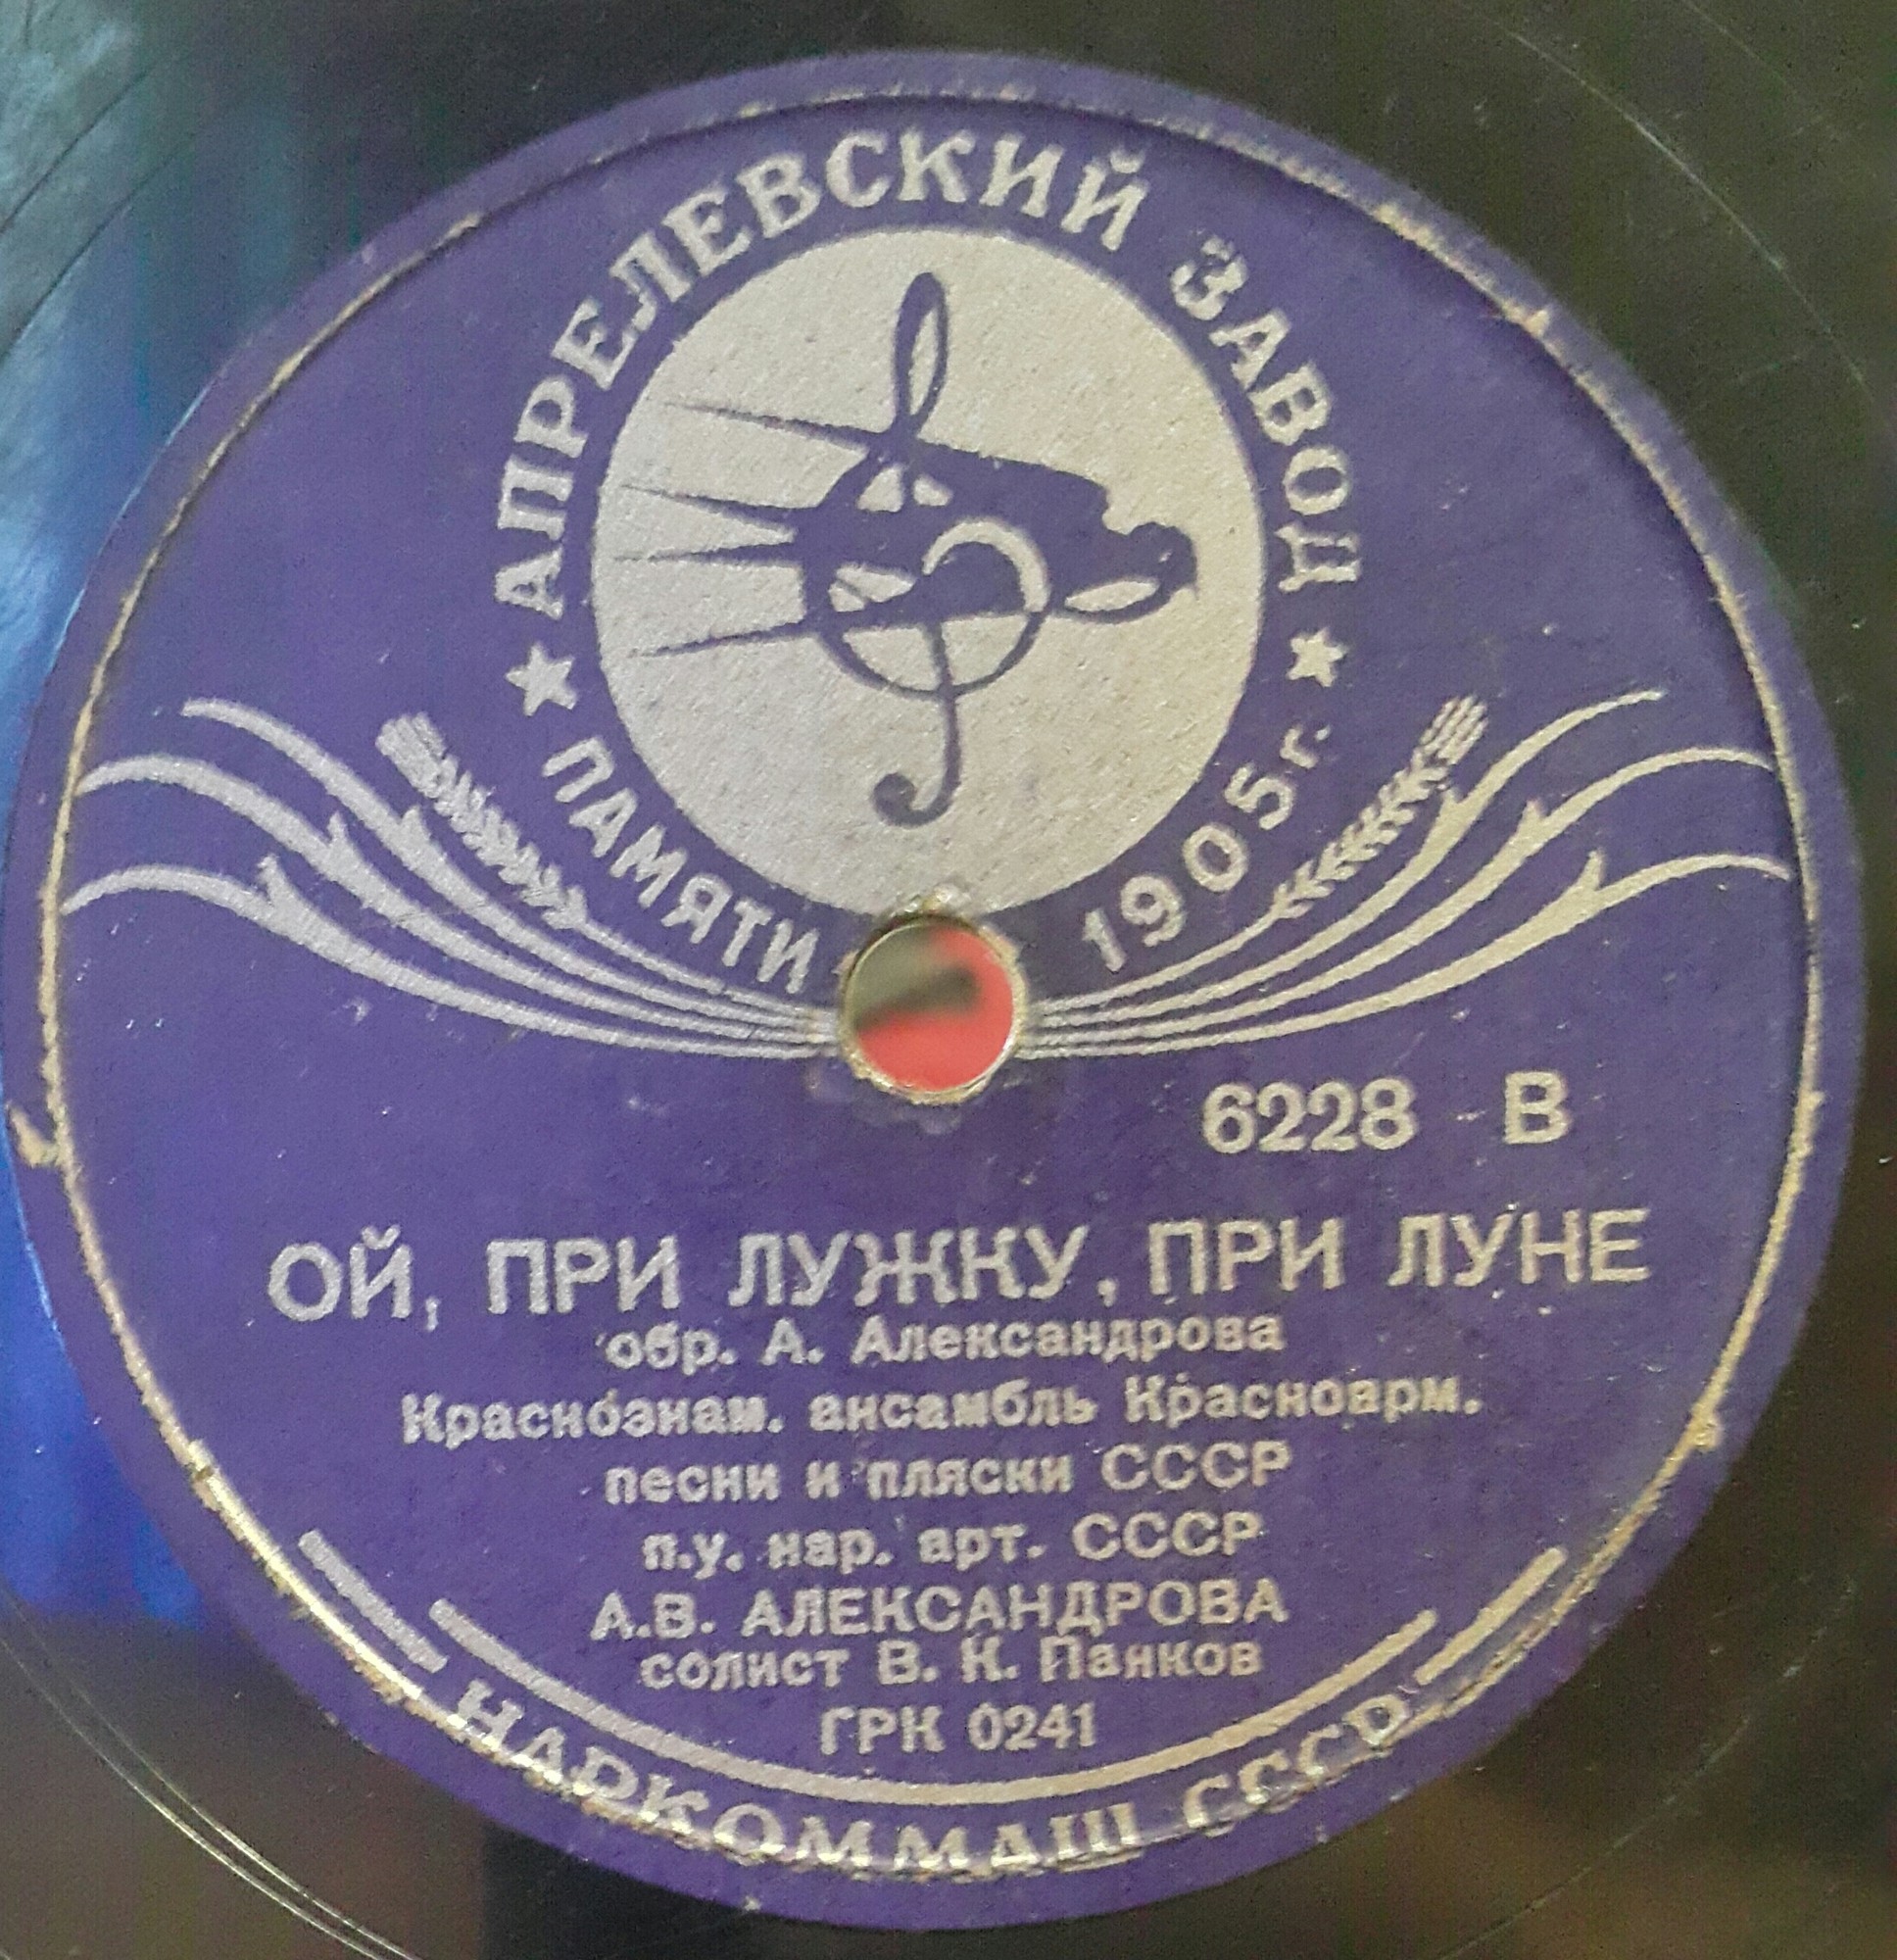 АПРЕЛЕВСКИЙ ЗАВОД
ПАМЯТИ 1905 г.
6228 В
ОЙ, ПРИ ЛУЖКУ, ПРИ ЛУНЕ
обр. А. Александрова
Краснознам. ансамбль Красноарм.
песни и пляски СССР
п.у. нар. арт. СССР
А.В. АЛЕКСАНДРОВА
солист В. К. Панков
ГРК 0241
НАРКОММАШ СССР